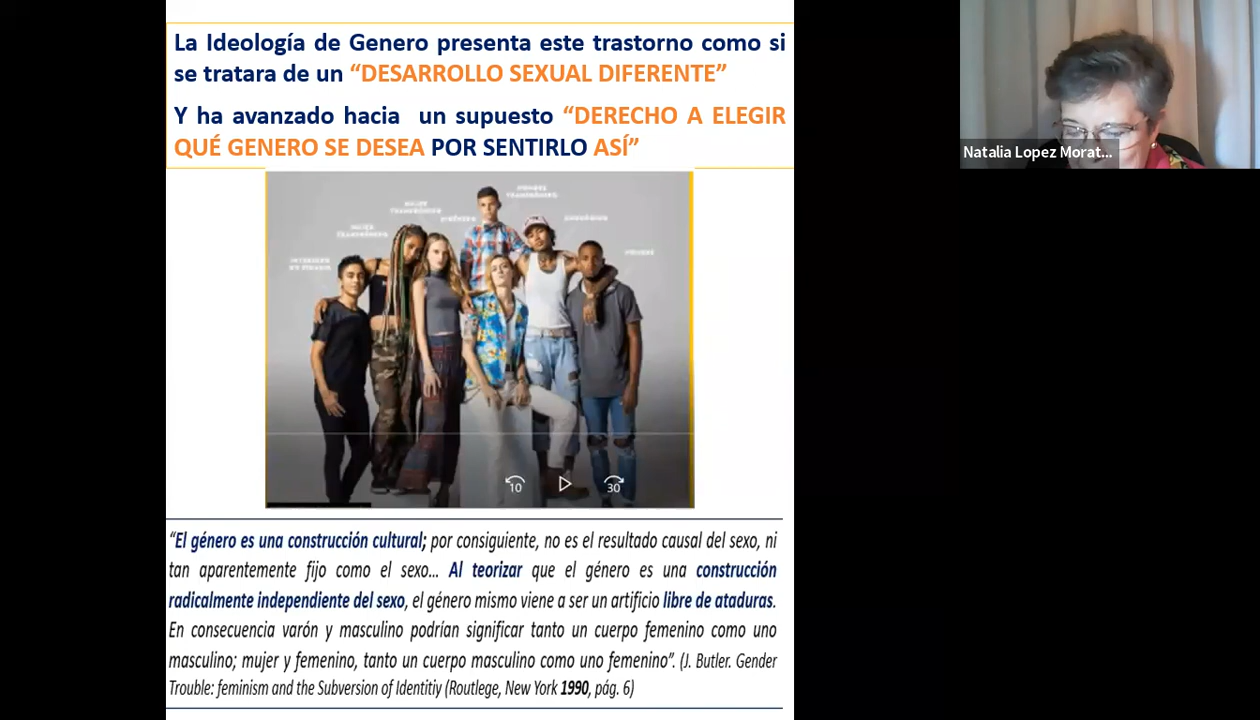 La Ideología de Genero presenta este trastorno como si
se tratara de un “DESARROLLO SEXUAL DIFERENTE”
Y ha avanzado hacia un supuesto “DERECHO A ELEGIR
QUÉ GENERO SE DESEA POR SENTIRLO ASÍ”
Natalia Lopez Morat...
10
30
“El género es una construcción cultural; por consiguiente, no es el resultado causal del sexo, ni
tan aparentemente fijo como el sexo... Al teorizar que el género es una construcción
radicalmente independiente del sexo, el género mismo viene a ser un artificio libre de ataduras.
En consecuencia varón y masculino podrían significar tanto un cuerpo femenino como uno
masculino; mujer y femenino, tanto un cuerpo masculino como uno femenino”. (J. Butler. Gender
Trouble: feminism and the Subversion of Identitiy (Routlege, New York 1990, pág. 6)